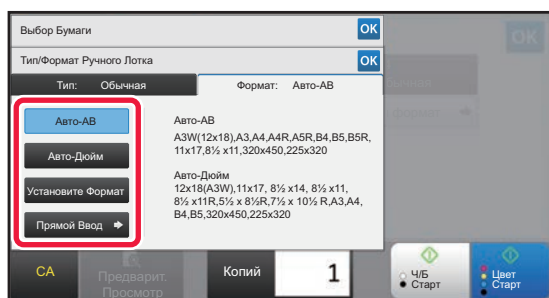 Выбор Бумаги
OK
OK
Тип/Формат Ручного Лотка
OK
Тип: Обычная
Формат: Авто-AB
Авто-AB
Авто-AB
A3W(12x18),A3,A4,A4R,A5R,B4,B5,B5R,
11x17,8½ x11,320x450,225x320
Авто-Дюйм
Авто-Дюйм
12x18(A3W),11x17, 8½ x14, 8½ x11,
8½ x11R,5½ x 8½R,7½ x 10½ R,A3,A4,
B4,B5,320x450,225x320
Установите Формат
Прямой Ввод
CA
Предварит.
Просмотр
Копий
1
Ч/Б
Старт
Цвет
Старт